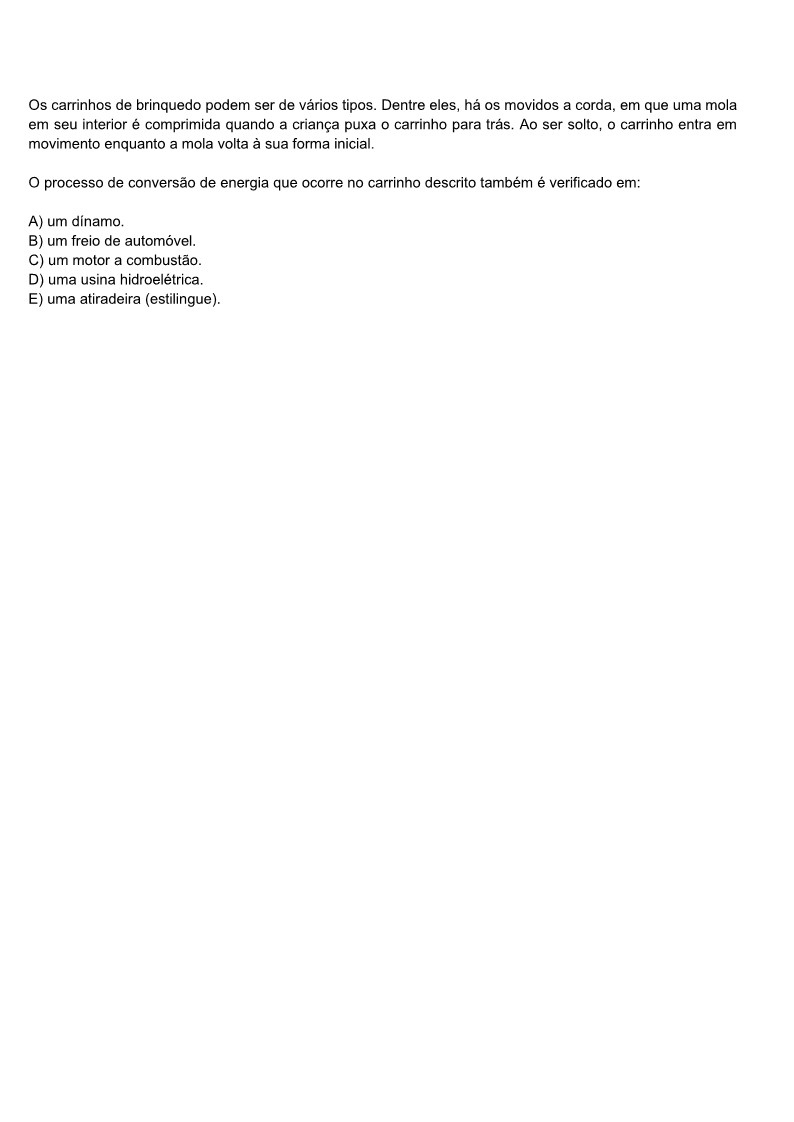 Os carrinhos de brinquedo podem ser de vários tipos. Dentre eles, há os movidos a corda, em que uma mola
em seu interior é comprimida quando a criança puxa o carrinho para trás. Ao ser solto, o carrinho entra em
movimento enquanto a mola volta à sua forma inicial.
O processo de conversão de energia que ocorre no carrinho descrito também é verificado em:
A) um dínamo.
B) um freio de automóvel.
C) um motor a combustão.
D) uma usina hidroelétrica.
E) uma atiradeira (estilingue).